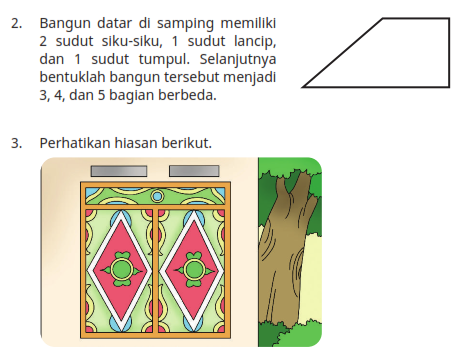 2. Bangun datar di samping memiliki
2 sudut siku-siku, 1 sudut lancip,
dan 1 sudut tumpul. Selanjutnya
bentuklah bangun tersebut menjadi
3, 4, dan 5 bagian berbeda.
3. Perhatikan hiasan berikut.